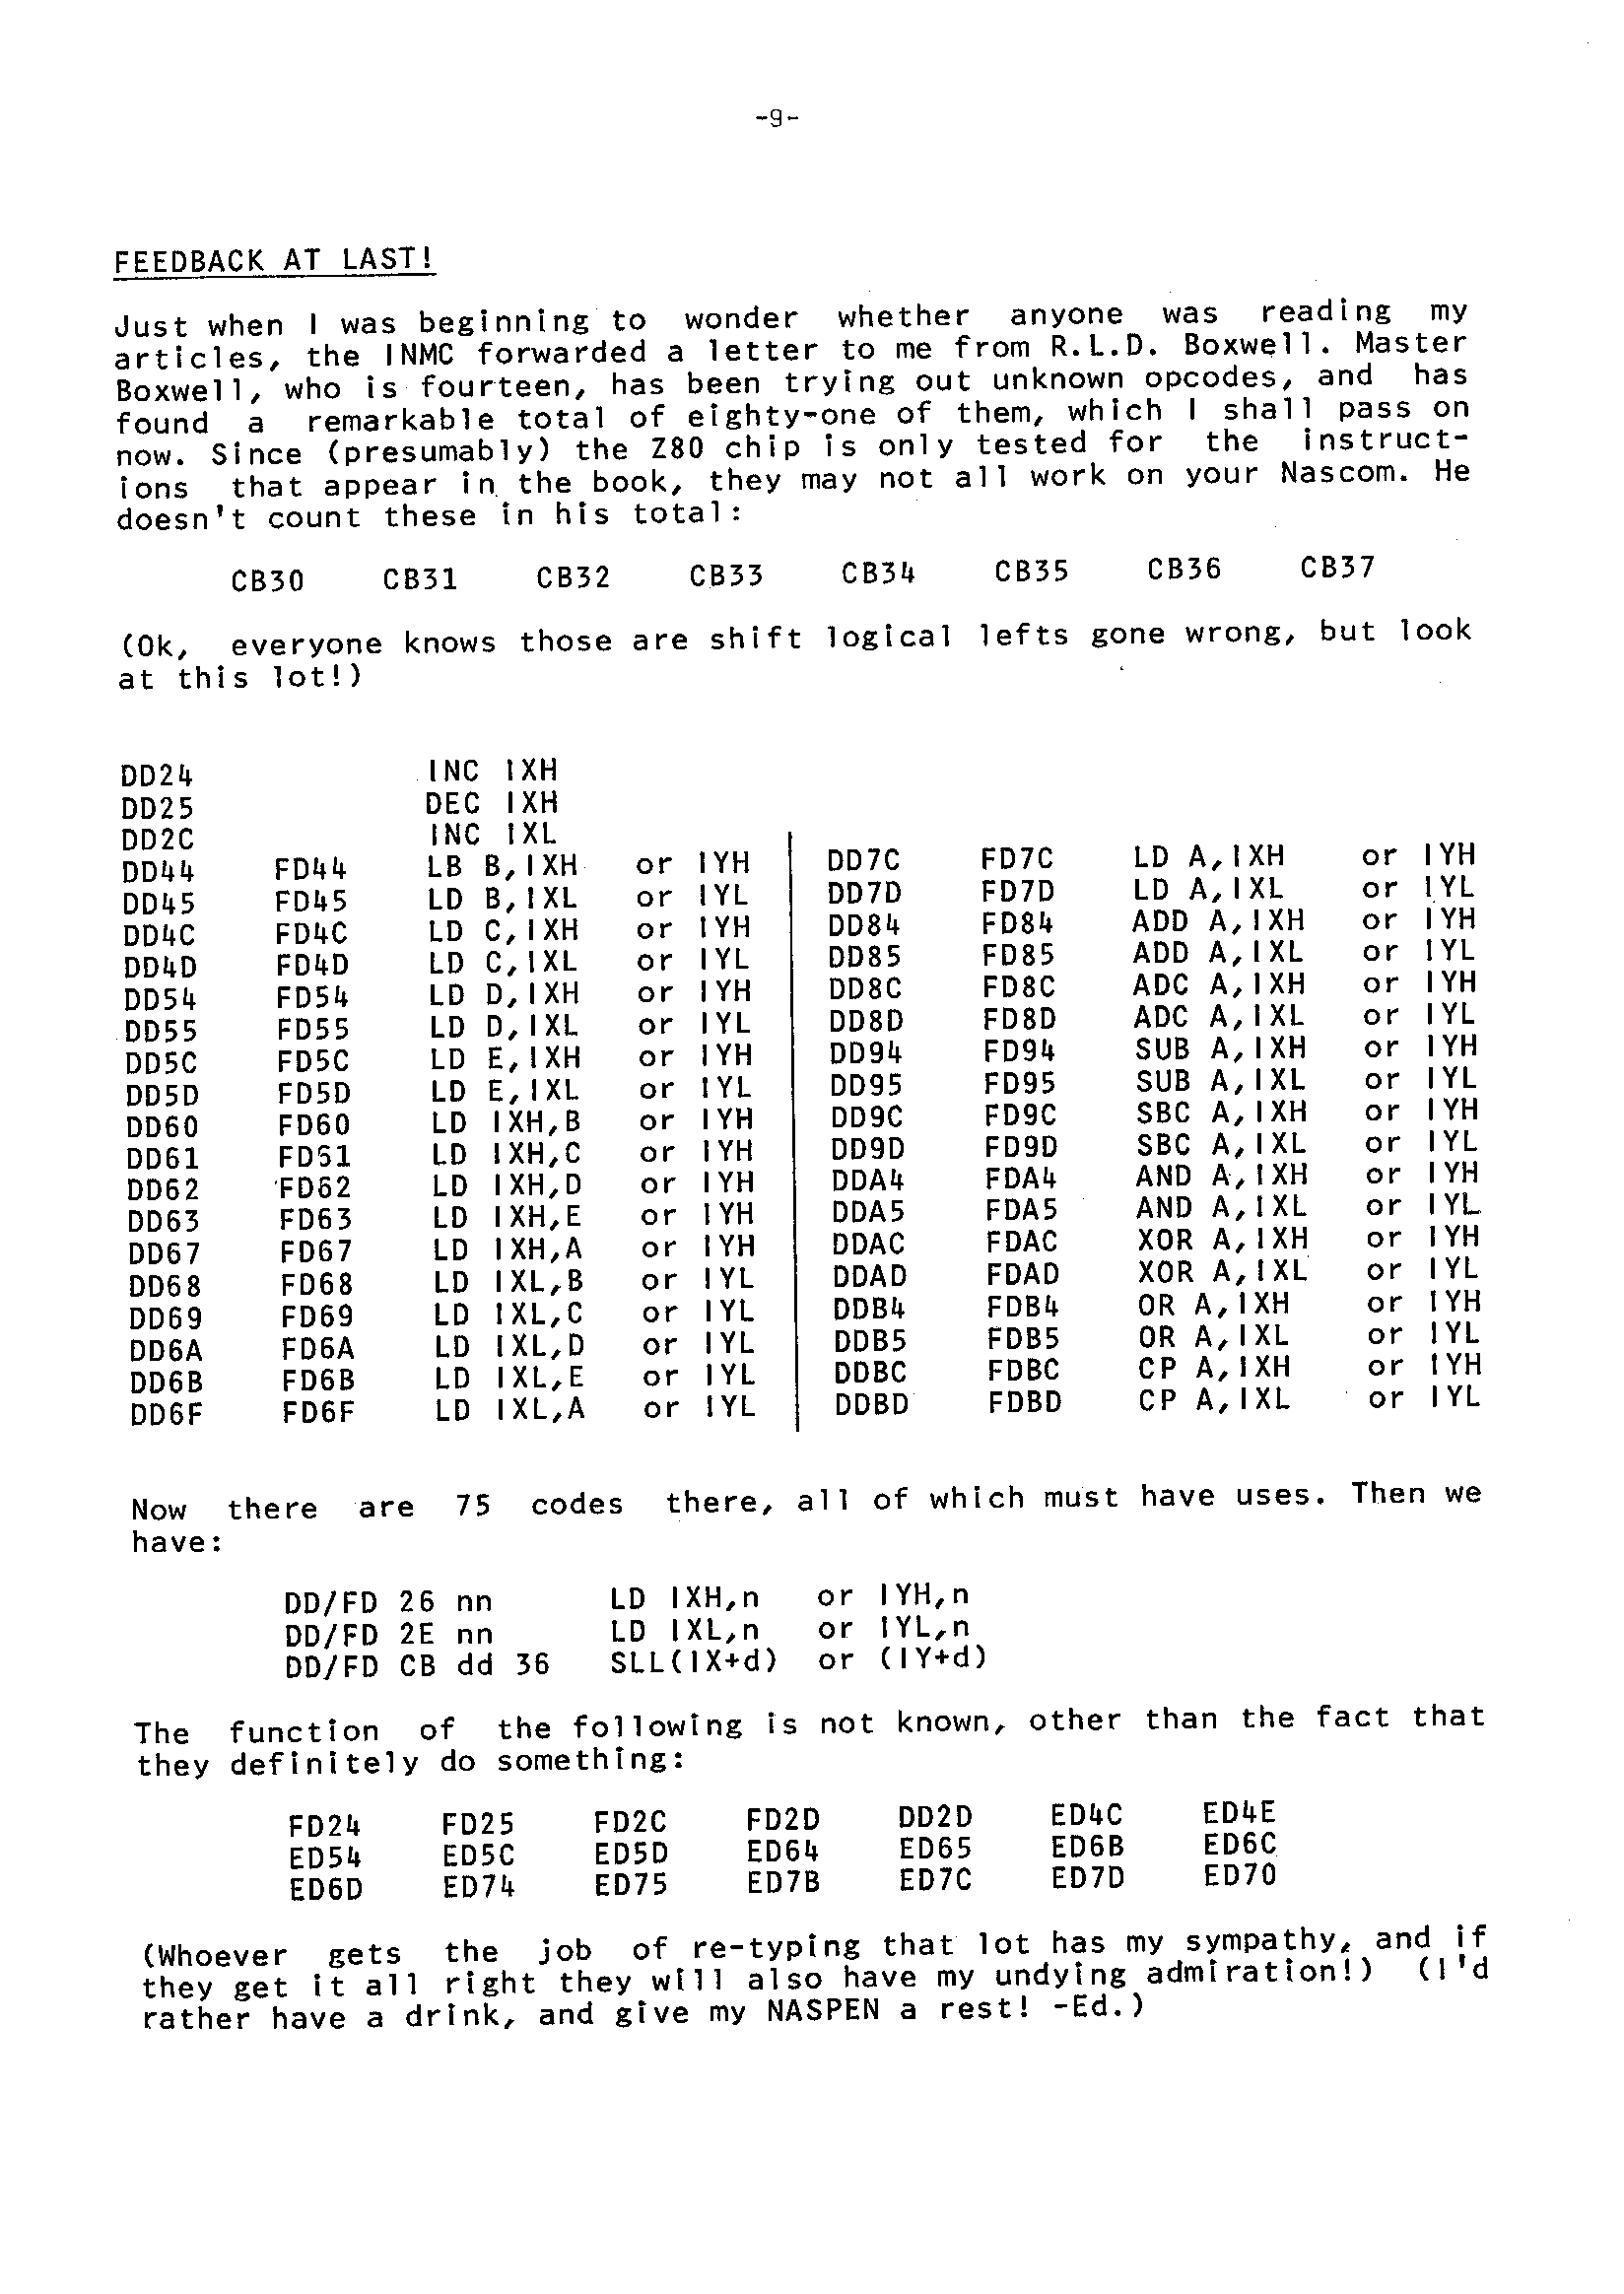 -9-
FEEDBACK AT LAST!
Just when I was beginning to wonder whether anyone was reading my
articles, the INMC forwarded a letter to me from R.L.D. Boxwell. Master
Boxwell, who is fourteen, has been trying out unknown opcodes, and has
found a remarkable total of eighty-one of them, which I shall pass on
now. Since (presumably) the Z80 chip is only tested for the instruct-
ions that appear in the book, they may not all work on your Nascom. He
doesn't count these in his total:
CB30 CB31 CB32 CB33 CB34 CB35 CB36 CB37
(Ok, everyone knows those are shift logical lefts gone wrong, but look
at this lot!)
DD24 INC IXH
DD25 DEC IXH
DD2C INC IXL
DD44 FD44 LB B,IXH or IYH DD7C FD7C LD A,IXH or IYH
DD45 FD45 LD B,IXL or IYL DD7D FD7D LD A,IXL or IYL
DD4C FD4C LD C,IXH or IYH DD84 FD84 ADD A,IXH or IYH
DD4D FD4D LD C,IXL or IYL DD85 FD85 ADD A,IXL or IYL
DD54 FD54 LD D,IXH or IYH DD8C FD8C ADC A,IXH or IYH
DD55 FD55 LD D,IXL or IYL DD8D FD8D ADC A,IXL or IYL
DD5C FD5C LD E,IXH or IYH DD94 FD94 SUB A,IXH or IYH
DD5D FD5D LD E,IXL or IYL DD95 FD95 SUB A,IXL or IYL
DD60 FD60 LD IXH,B or IYH DD9C FD9C SBC A,IXH or IYH
DD61 FD51 LD IXH,C or IYH DD9D FD9D SBC A,IXL or IYL
DD62 FD62 LD IXH,D or IYH DDA4 FDA4 AND A,IXH or IYH
DD63 FD63 LD IXH,E or IYH DDA5 FDA5 AND A,IXL or IYL
DD67 FD67 LD IXH,A or IYH DDAC FDAC XOR A,IXH or IYH
DD68 FD68 LD IXL,B or IYL DDAD FDAD XOR A,IXL or IYL
DD69 FD69 LD IXL,C or IYL DDB4 FDB4 OR A,IXH or IYH
DD6A FD6A LD IXL,D or IYL DDB5 FDB5 OR A,IXL or IYL
DD6B FD6B LD IXL,E or IYL DDBC FDBC CP A,IXH or IYH
DD6F FD6F LD IXL,A or IYL DDBD FDBD CP A,IXL or IYL
Now there are 75 codes there, all of which must have uses. Then we
have:
DD/FD 26 nn LD IXH,n or IYH,n
DD/FD 2E nn LD IXL,n or IYL,n
DD/FD CB dd 36 SLL(IX+d) or (IY+d)
The function of the following is not known, other than the fact that
they definitely do something:
FD24 FD25 FD2C FD2D DD2D ED4C ED4E
ED54 ED5C ED5D ED64 ED65 ED6B ED6C
ED6D ED74 ED75 ED7B ED7C ED7D ED70
(Whoever gets the job of re-typing that lot has my sympathy, and if
they get it all right they will also have my undying admiration!) (I'd
rather have a drink, and give my NASPEN a rest! -Ed.)